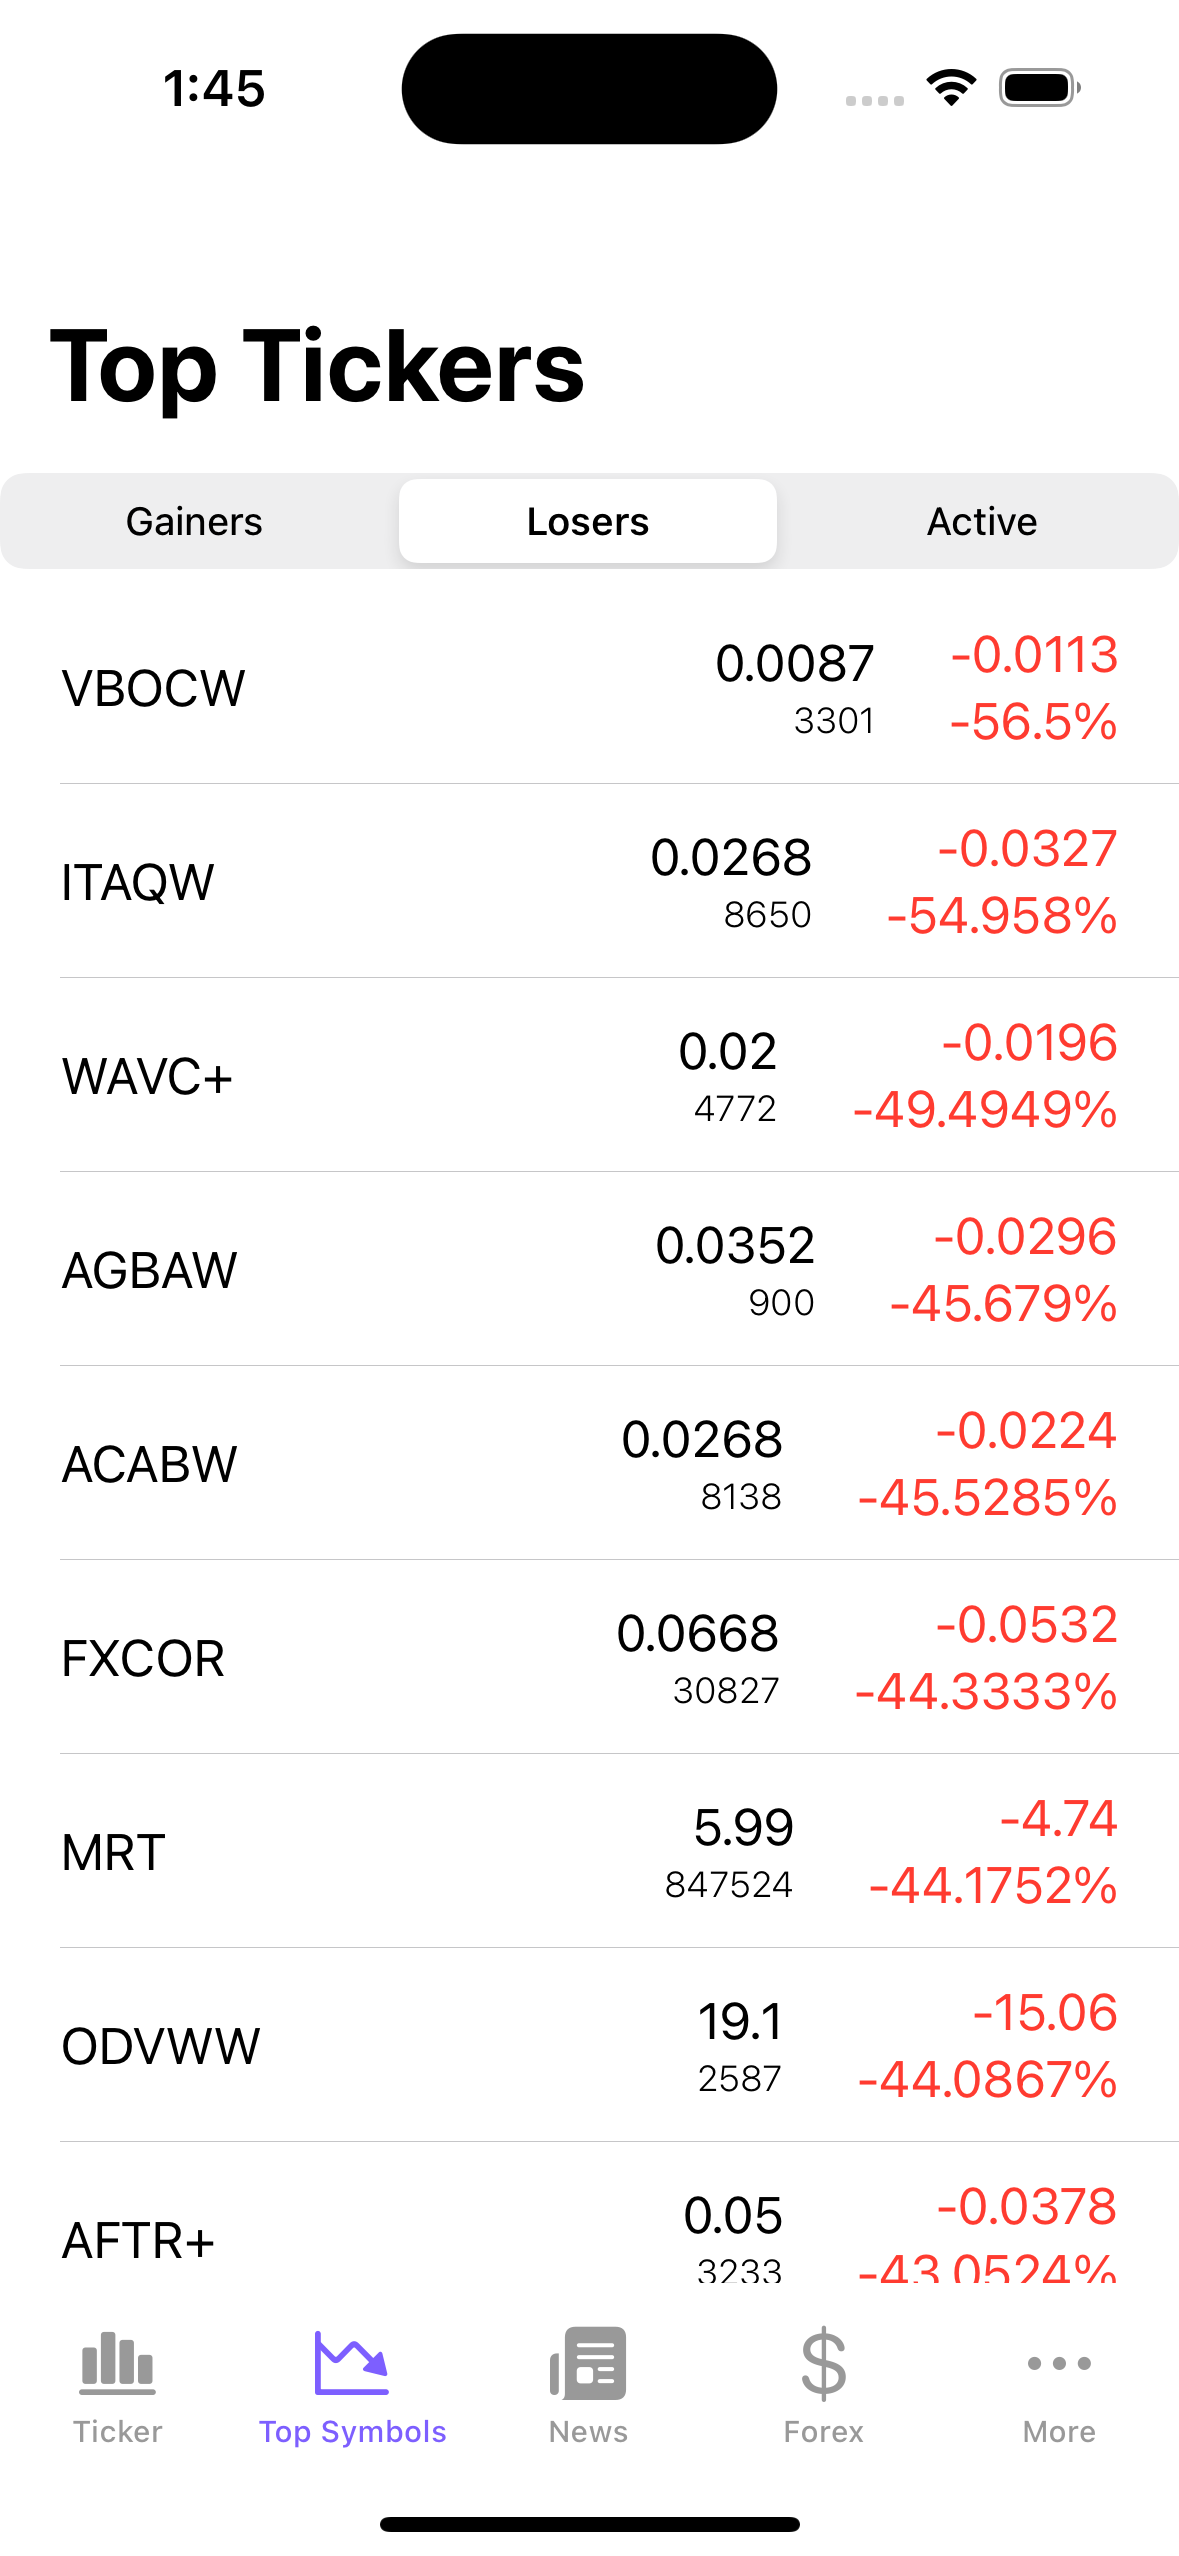 1:45
Top Tickers
Gainers Losers Active
VBOCW 0.0087 -0.0113
3301 -56.5%
ITAQW 0.0268 -0.0327
8650 -54.958%
WAVC+ 0.02 -0.0196
4772 -49.4949%
AGBAW 0.0352 -0.0296
900 -45.679%
ACABW 0.0268 -0.0224
8138 -45.5285%
FXCOR 0.0668 -0.0532
30827 -44.3333%
MRT 5.99 -4.74
847524 -44.1752%
ODVWW 19.1 -15.06
2587 -44.0867%
AFTR+ 0.05 -0.0378
3233 -43.0524%
Ticker Top Symbols News Forex More